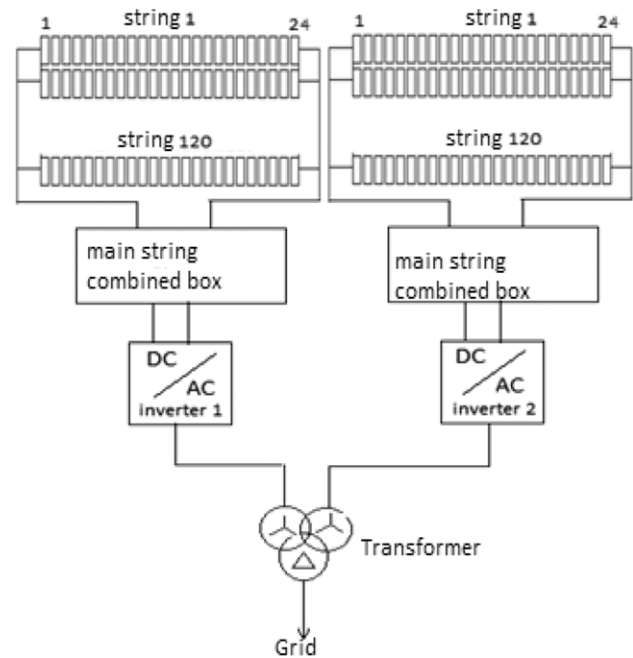 1 string 1 24
1 string 1 24
string 120
string 120
main string
combined box
main string
combined box
DC
AC
inverter 1
DC
AC
inverter 2
Transformer
Grid